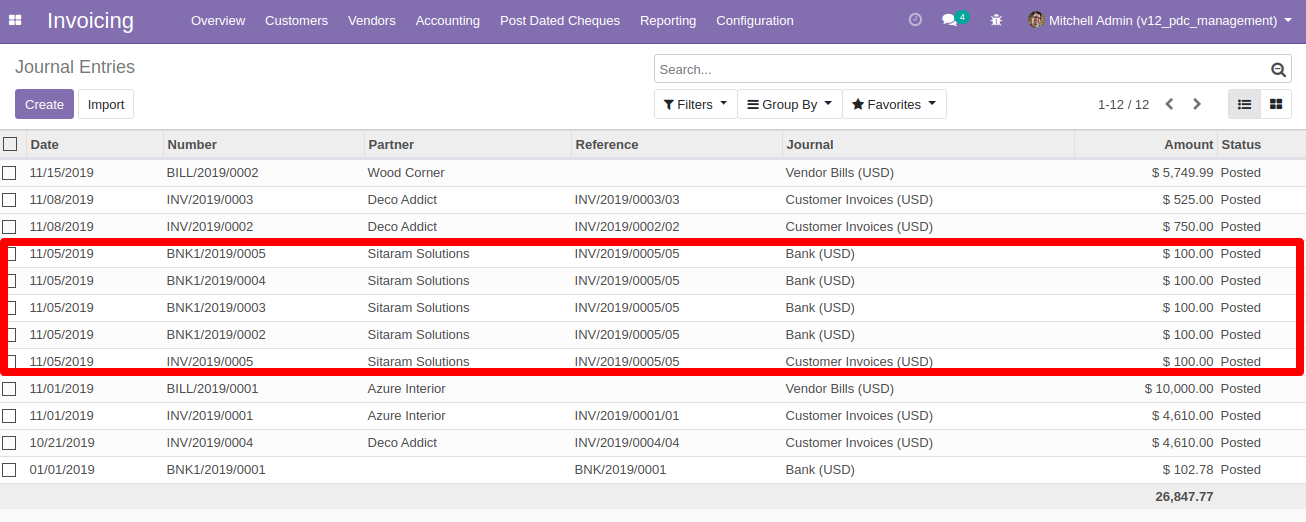 Invoicing Overview Customers Vendors Accounting Post Dated Cheques Reporting Configuration 4 Mitchell Admin (v12_pdc_management)
Journal Entries Search...
Create Import Filters Group By Favorites 1-12 / 12
Date Number Partner Reference Journal Amount Status
11/15/2019 BILL/2019/0002 Wood Corner Vendor Bills (USD) $ 5,749.99 Posted
11/08/2019 INV/2019/0003 Deco Addict INV/2019/0003/03 Customer Invoices (USD) $ 525.00 Posted
11/08/2019 INV/2019/0002 Deco Addict INV/2019/0002/02 Customer Invoices (USD) $ 750.00 Posted
11/05/2019 BNK1/2019/0005 Sitaram Solutions INV/2019/0005/05 Bank (USD) $ 100.00 Posted
11/05/2019 BNK1/2019/0004 Sitaram Solutions INV/2019/0005/05 Bank (USD) $ 100.00 Posted
11/05/2019 BNK1/2019/0003 Sitaram Solutions INV/2019/0005/05 Bank (USD) $ 100.00 Posted
11/05/2019 BNK1/2019/0002 Sitaram Solutions INV/2019/0005/05 Bank (USD) $ 100.00 Posted
11/05/2019 INV/2019/0005 Sitaram Solutions INV/2019/0005/05 Customer Invoices (USD) $ 100.00 Posted
11/01/2019 BILL/2019/0001 Azure Interior Vendor Bills (USD) $ 10,000.00 Posted
11/01/2019 INV/2019/0001 Azure Interior INV/2019/0001/01 Customer Invoices (USD) $ 4,610.00 Posted
10/21/2019 INV/2019/0004 Deco Addict INV/2019/0004/04 Customer Invoices (USD) $ 4,610.00 Posted
01/01/2019 BNK1/2019/0001 BNK/2019/0001 Bank (USD) $ 102.78 Posted
26,847.77